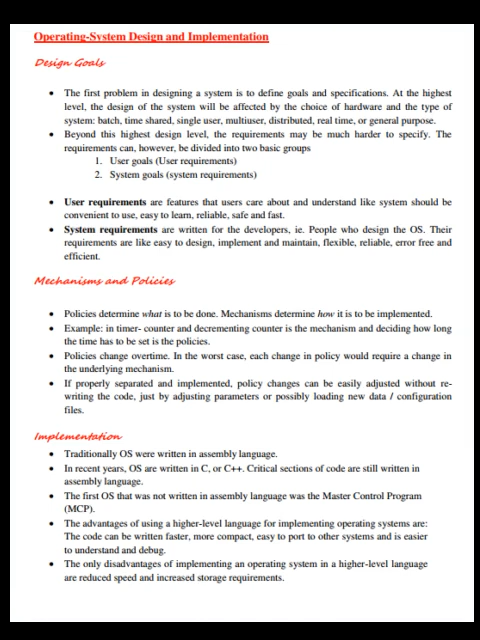 Operating-System Design and Implementation
Design Goals
• The first problem in designing a system is to define goals and specifications. At the highest
level, the design of the system will be affected by the choice of hardware and the type of
system: batch, time shared, single user, multiuser, distributed, real time, or general purpose.
• Beyond this highest design level, the requirements may be much harder to specify. The
requirements can, however, be divided into two basic groups
1. User goals (User requirements)
2. System goals (system requirements)
• User requirements are features that users care about and understand like system should be
convenient to use, easy to learn, reliable, safe and fast.
• System requirements are written for the developers, ie. People who design the OS. Their
requirements are like easy to design, implement and maintain, flexible, reliable, error free and
efficient.
Mechanisms and Policies
• Policies determine what is to be done. Mechanisms determine how it is to be implemented.
• Example: in timer- counter and decrementing counter is the mechanism and deciding how long
the time has to be set is the policies.
• Policies change overtime. In the worst case, each change in policy would require a change in
the underlying mechanism.
• If properly separated and implemented, policy changes can be easily adjusted without re-
writing the code, just by adjusting parameters or possibly loading new data / configuration
files.
Implementation
• Traditionally OS were written in assembly language.
• In recent years, OS are written in C, or C++. Critical sections of code are still written in
assembly language.
• The first OS that was not written in assembly language was the Master Control Program
(MCP).
• The advantages of using a higher-level language for implementing operating systems are:
The code can be written faster, more compact, easy to port to other systems and is easier
to understand and debug.
• The only disadvantages of implementing an operating system in a higher-level language
are reduced speed and increased storage requirements.